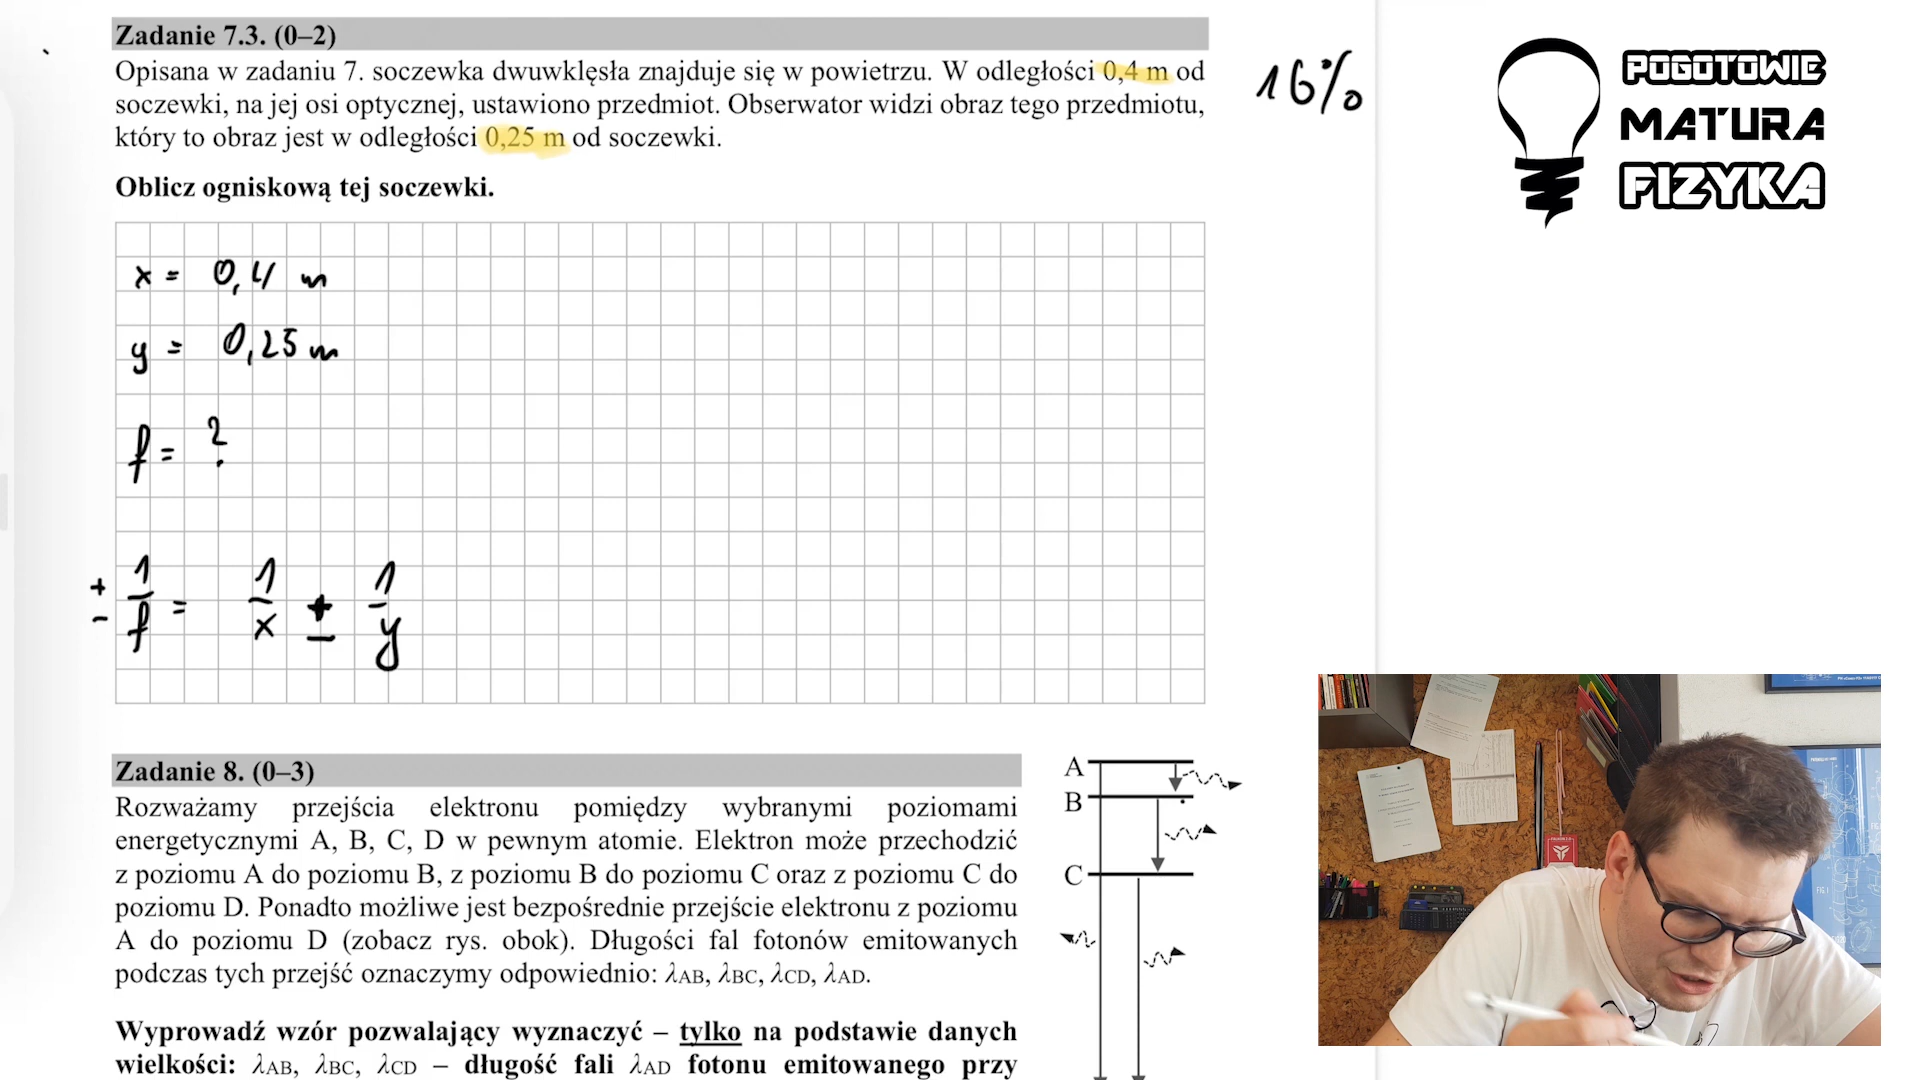 Zadanie 7.3. (0–2)
Opisana w zadaniu 7. soczewka dwuwklęsła znajduje się w powietrzu. W odległości 0,4 m od
soczewki, na jej osi optycznej, ustawiono przedmiot. Obserwator widzi obraz tego przedmiotu,
który to obraz jest w odległości 0,25 m od soczewki.
Oblicz ogniskową tej soczewki.
16%
POGOTOWIE
MATURA
FIZYKA
x = 0,4 m
y = 0,25 m
f = ?
± 1/f = 1/x ± 1/y
Zadanie 8. (0–3)
Rozważamy przejścia elektronu pomiędzy wybranymi poziomami
energetycznymi A, B, C, D w pewnym atomie. Elektron może przechodzić
z poziomu A do poziomu B, z poziomu B do poziomu C oraz z poziomu C do
poziomu D. Ponadto możliwe jest bezpośrednie przejście elektronu z poziomu
A do poziomu D (zobacz rys. obok). Długości fal fotonów emitowanych
podczas tych przejść oznaczymy odpowiednio: λAB, λBC, λCD, λAD.
Wyprowadź wzór pozwalający wyznaczyć – tylko na podstawie danych
wielkości: λAB, λBC, λCD – długość fali λAD fotonu emitowanego przy
A
B
C